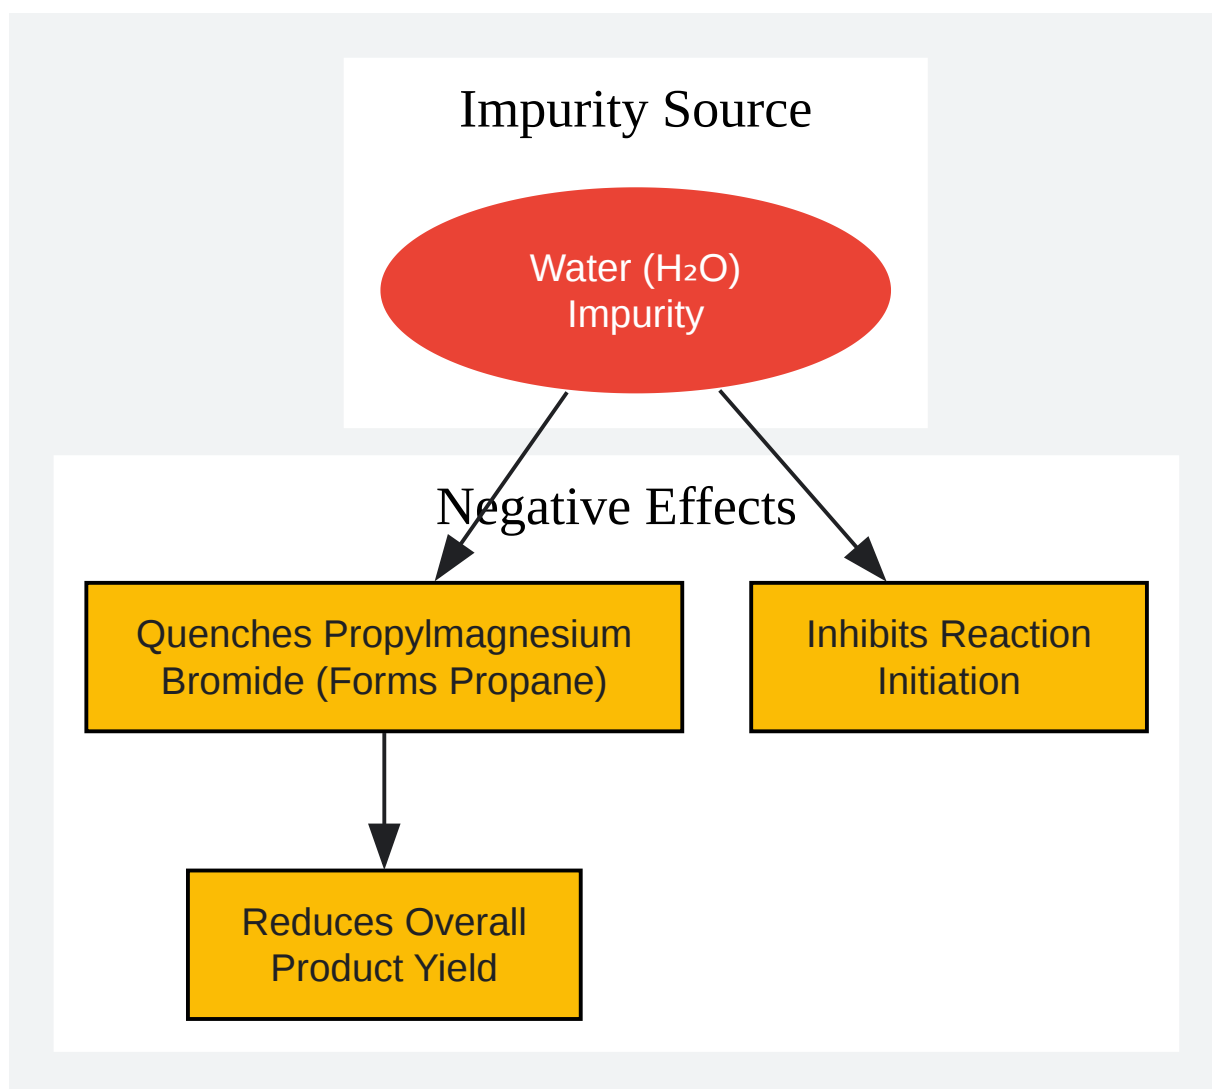 Impurity Source
Water (H₂O)
Impurity
Negative Effects
Quenches Propylmagnesium
Bromide (Forms Propane)
Inhibits Reaction
Initiation
Reduces Overall
Product Yield